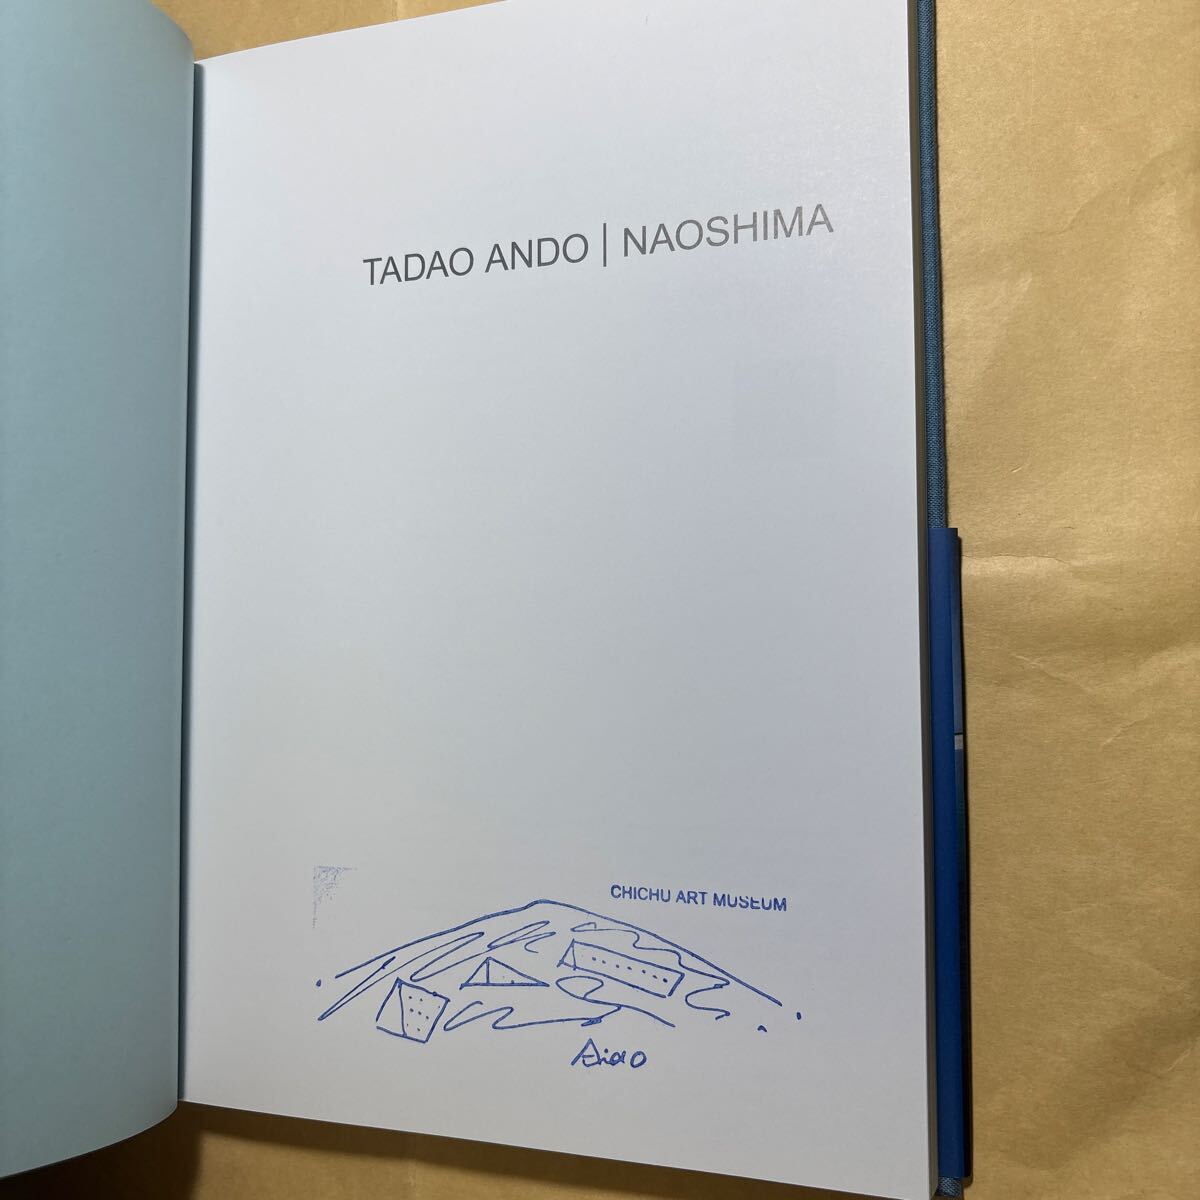 TADAO ANDO | NAOSHIMA
CHICHU ART MUSEUM
Ando